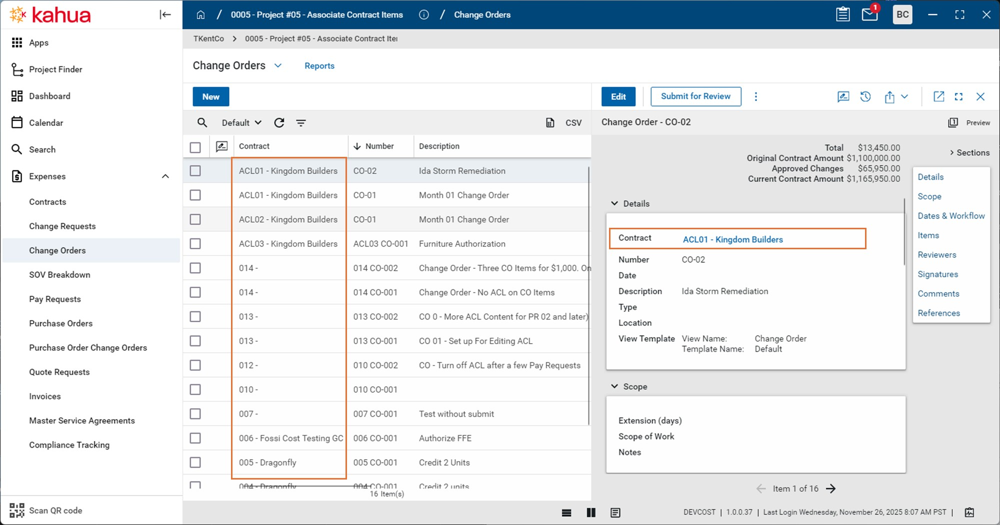 kahua
0005 - Project #05 - Associate Contract Items
Change Orders
1
BC
TKentCo
0005 - Project #05 - Associate Contract
Apps
Project Finder
Dashboard
Calendar
Search
Expenses
Contracts
Change Requests
Change Orders
SOV Breakdown
Pay Requests
Purchase Orders
Purchase Order Change Orders
Quote Requests
Invoices
Master Service Agreements
Compliance Tracking
Scan QR code
Change Orders
Reports
New
Default
CSV
Contract Number Description
ACL01 - Kingdom Builders CO-02 Ida Storm Remediation
ACL01 - Kingdom Builders CO-01 Month 01 Change Order
ACL02 - Kingdom Builders CO-01 Month 01 Change Order
ACL03 - Kingdom Builders ACL03 CO-001 Furniture Authorization
014 - 014 CO-002 Change Order - Three CO Items for $1,000. On
014 - 014 CO-001 Change Order - No ACL on CO Items
013 - 013 CO-002 CO 0 - More ACL Content for PR 02 and later)
013 - 013 CO-001 CO 01 - Set up For Editing ACL
012 - 010 CO-002 CO - Turn off ACL after a few Pay Requests
010 - 010 CO-001
007 - 007 CO-001 Test without submit
006 - Fossi Cost Testing GC 006 CO-001 Authorize FFE
005 - Dragonfly 005 CO-001 Credit 2 Units
004 - Dragonfly 004 CO-001 Credit 2 units
16 Item(s)
Edit
Submit for Review
Change Order - CO-02
1
Preview
Total $13,450.00
Original Contract Amount $1,100,000.00
Approved Changes $65,950.00
Current Contract Amount $1,165,950.00
Sections
Details
Scope
Dates & Workflow
Items
Reviewers
Signatures
Comments
References
Details
Contract ACL01 - Kingdom Builders
Number CO-02
Date
Description Ida Storm Remediation
Type
Location
View Template View Name: Change Order
Template Name: Default
Scope
Extension (days)
Scope of Work
Notes
Item 1 of 16
DEVCOST | 1.0.0.37 | Last Login Wednesday, November 26, 2025 8:07 AM PST |